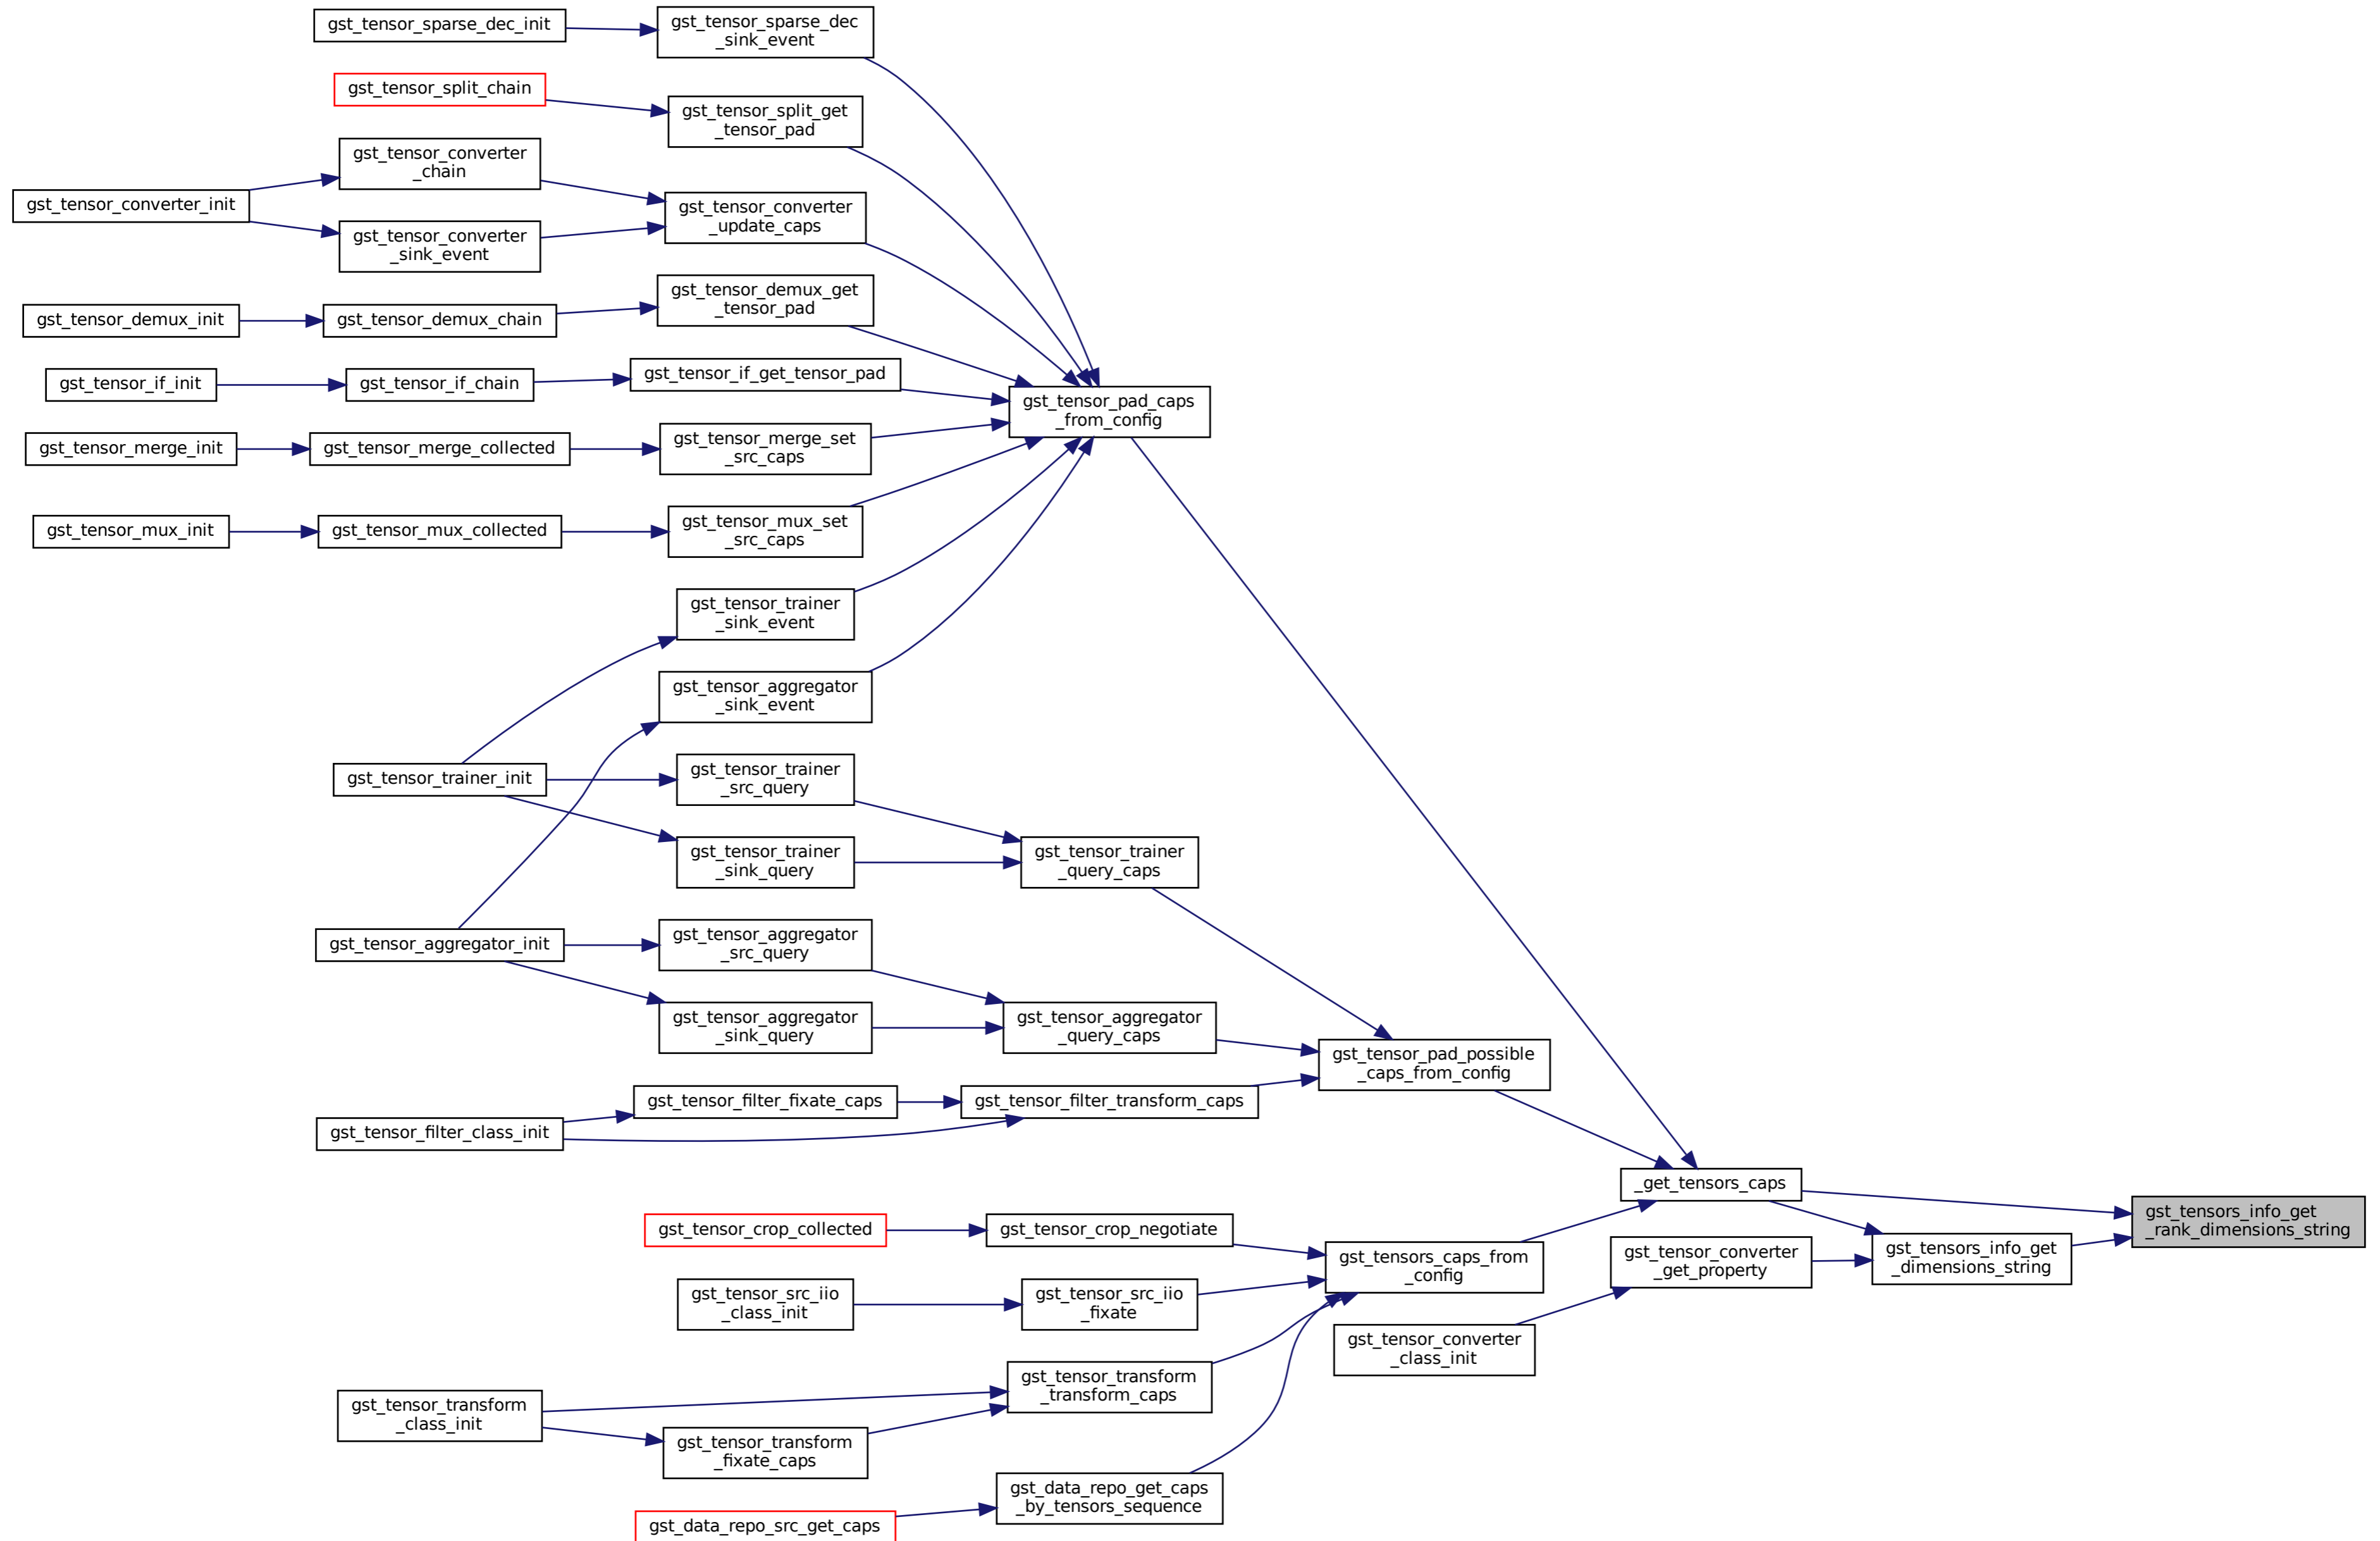 gst_tensor_sparse_dec_init
gst_tensor_sparse_dec
_sink_event
gst_tensor_split_chain
gst_tensor_split_get
_tensor_pad
gst_tensor_converter
_chain
gst_tensor_converter_init
gst_tensor_converter
_sink_event
gst_tensor_converter
_update_caps
gst_tensor_demux_init
gst_tensor_demux_chain
gst_tensor_demux_get
_tensor_pad
gst_tensor_if_init
gst_tensor_if_chain
gst_tensor_if_get_tensor_pad
gst_tensor_pad_caps
_from_config
gst_tensor_merge_init
gst_tensor_merge_collected
gst_tensor_merge_set
_src_caps
gst_tensor_mux_init
gst_tensor_mux_collected
gst_tensor_mux_set
_src_caps
gst_tensor_trainer
_sink_event
gst_tensor_aggregator
_sink_event
gst_tensor_trainer_init
gst_tensor_trainer
_src_query
gst_tensor_trainer
_sink_query
gst_tensor_trainer
_query_caps
gst_tensor_aggregator_init
gst_tensor_aggregator
_src_query
gst_tensor_aggregator
_sink_query
gst_tensor_aggregator
_query_caps
gst_tensor_pad_possible
_caps_from_config
gst_tensor_filter_class_init
gst_tensor_filter_fixate_caps
gst_tensor_filter_transform_caps
_get_tensors_caps
gst_tensors_info_get
_rank_dimensions_string
gst_tensor_crop_collected
gst_tensor_crop_negotiate
gst_tensors_caps_from
_config
gst_tensor_converter
_get_property
gst_tensors_info_get
_dimensions_string
gst_tensor_src_iio
_class_init
gst_tensor_src_iio
_fixate
gst_tensor_converter
_class_init
gst_tensor_transform
_class_init
gst_tensor_transform
_transform_caps
gst_tensor_transform
_fixate_caps
gst_data_repo_get_caps
_by_tensors_sequence
gst_data_repo_src_get_caps